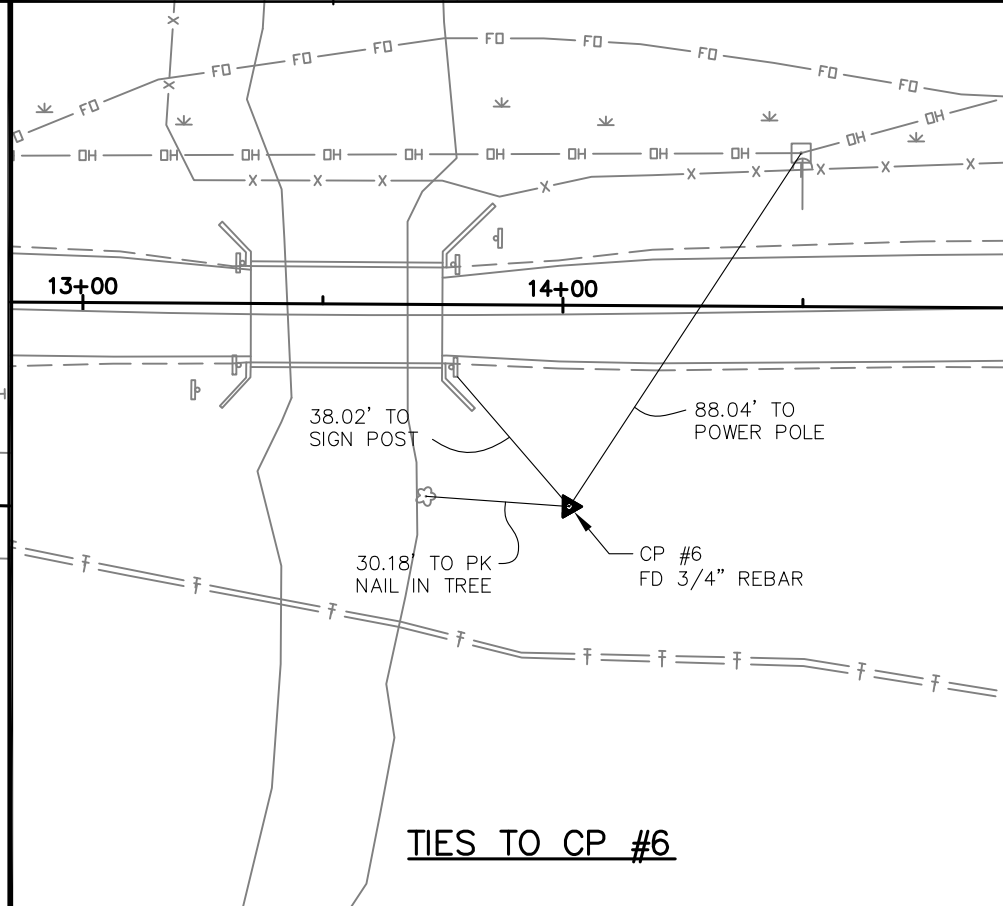 FO FO FO FO FO FO FO FO FO
X
X
OH OH OH OH OH OH OH OH OH OH OH
X X X X X X X X X
13+00
14+00
38.02' TO
SIGN POST
88.04' TO
POWER POLE
30.18' TO PK
NAIL IN TREE
CP #6
FD 3/4" REBAR
T T T T T T T T T
TIES TO CP #6